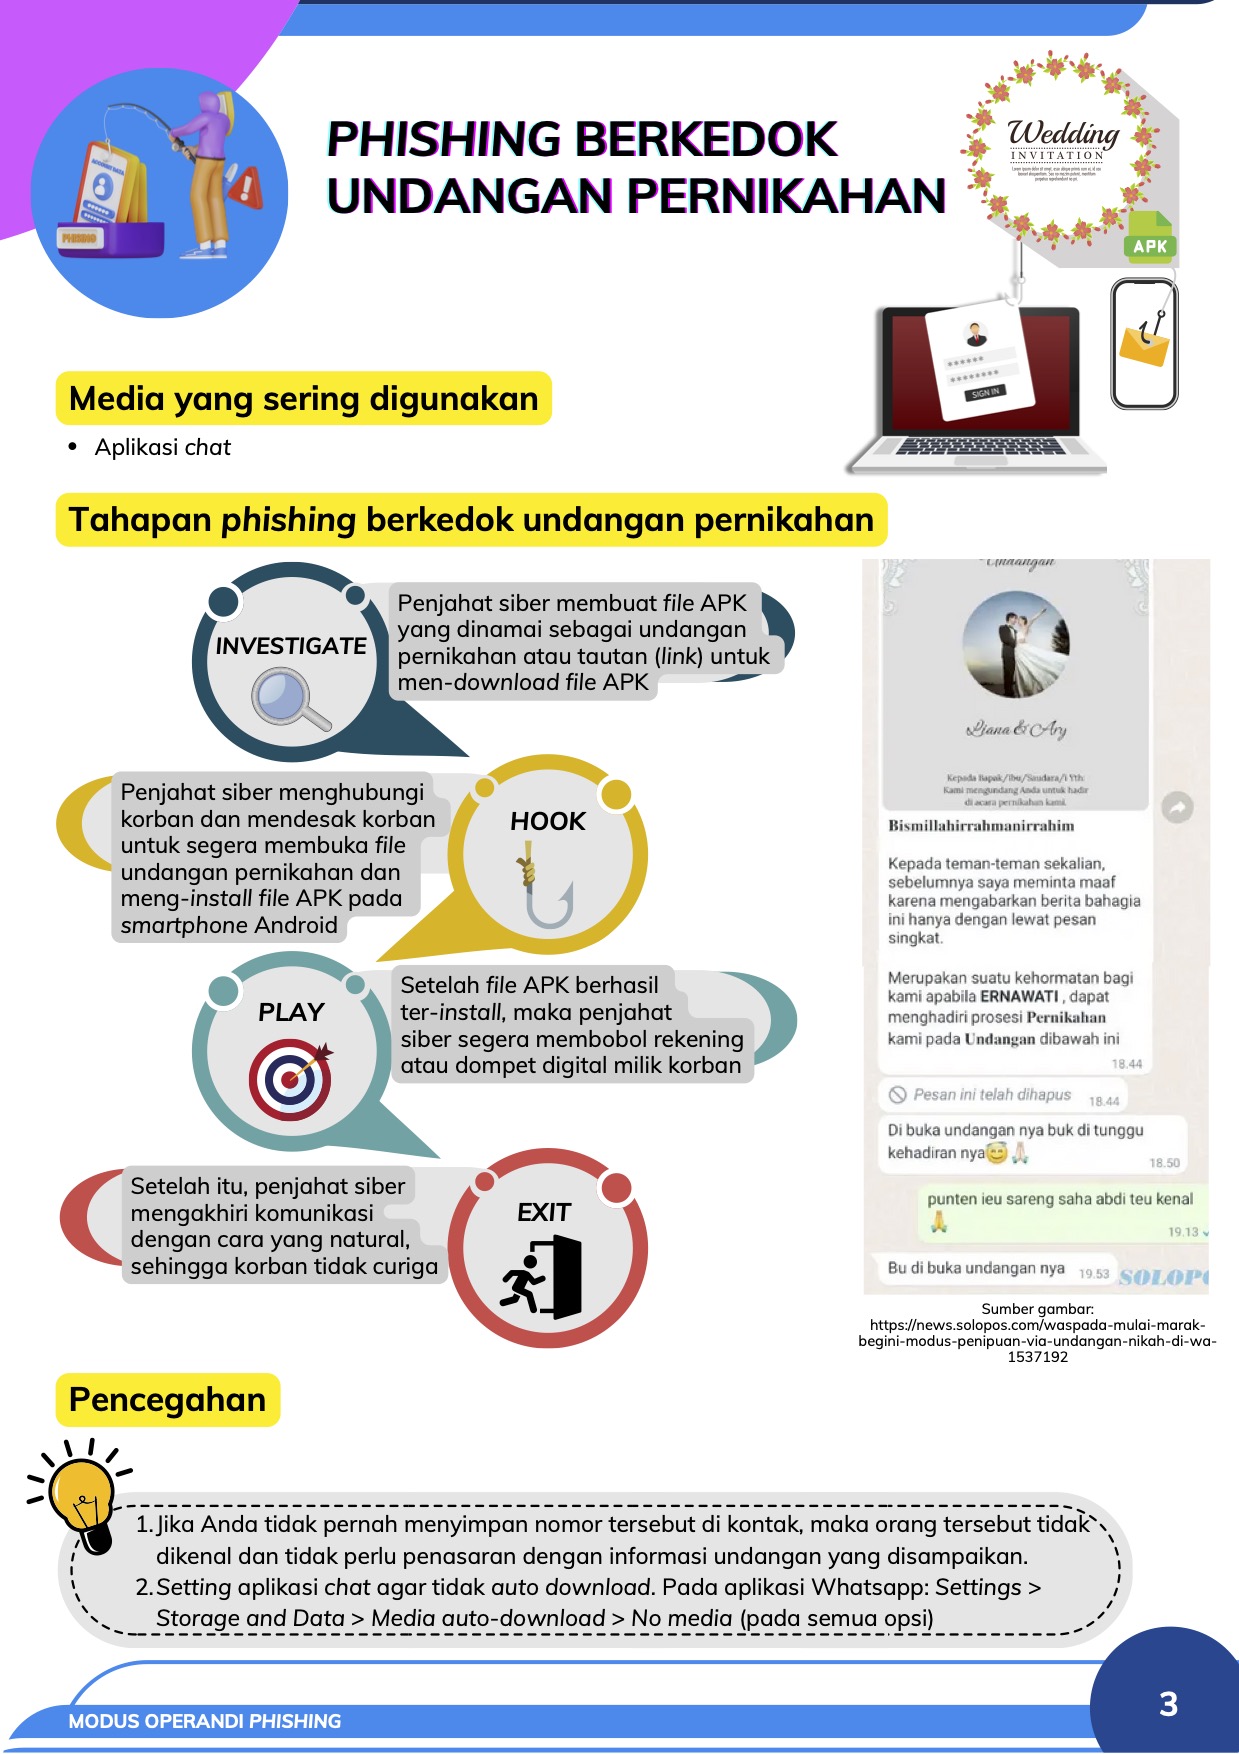 PHISHING BERKEDOK
UNDANGAN PERNIKAHAN
Wedding
INVITATION
APK
ACCOUNT DATA
PHISING
SIGN IN
Media yang sering digunakan
• Aplikasi chat
Tahapan phishing berkedok undangan pernikahan
INVESTIGATE
Penjahat siber membuat file APK
yang dinamai sebagai undangan
pernikahan atau tautan (link) untuk
men-download file APK
Penjahat siber menghubungi
korban dan mendesak korban
untuk segera membuka file
undangan pernikahan dan
meng-install file APK pada
smartphone Android
HOOK
PLAY
Setelah file APK berhasil
ter-install, maka penjahat
siber segera membobol rekening
atau dompet digital milik korban
Setelah itu, penjahat siber
mengakhiri komunikasi
dengan cara yang natural,
sehingga korban tidak curiga
EXIT
Undangan
Liana & Ary
Kepada Bapak/Ibu/Saudara/i Yth:
Kami mengundang Anda untuk hadir
di acara pernikahan kami.
Bismillahirrahmanirrahim
Kepada teman-teman sekalian,
sebelumnya saya meminta maaf
karena mengabarkan berita bahagia
ini hanya dengan lewat pesan
singkat.
Merupakan suatu kehormatan bagi
kami apabila ERNAWATI , dapat
menghadiri prosesi Pernikahan
kami pada Undangan dibawah ini
18.44
Pesan ini telah dihapus 18.44
Di buka undangan nya buk di tunggu
kehadiran nya😇🙏
18.50
punten ieu sareng saha abdi teu kenal
🙏
19.13
Bu di buka undangan nya 19.53
SOLOPO
Sumber gambar:
https://news.solopos.com/waspada-mulai-marak-
begini-modus-penipuan-via-undangan-nikah-di-wa-
1537192
Pencegahan
1. Jika Anda tidak pernah menyimpan nomor tersebut di kontak, maka orang tersebut tidak
dikenal dan tidak perlu penasaran dengan informasi undangan yang disampaikan.
2. Setting aplikasi chat agar tidak auto download. Pada aplikasi Whatsapp: Settings >
Storage and Data > Media auto-download > No media (pada semua opsi)
MODUS OPERANDI PHISHING
3